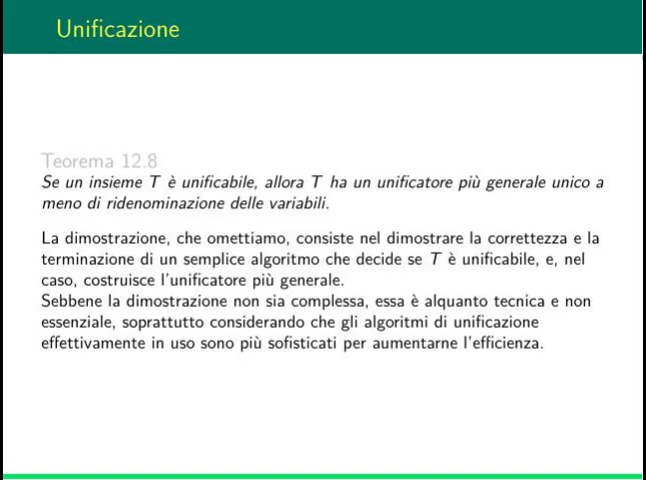 Unificazione
Teorema 12.8
Se un insieme T è unificabile, allora T ha un unificatore più generale unico a
meno di ridenominazione delle variabili.
La dimostrazione, che omettiamo, consiste nel dimostrare la correttezza e la
terminazione di un semplice algoritmo che decide se T è unificabile, e, nel
caso, costruisce l'unificatore più generale.
Sebbene la dimostrazione non sia complessa, essa è alquanto tecnica e non
essenziale, soprattutto considerando che gli algoritmi di unificazione
effettivamente in uso sono più sofisticati per aumentarne l'efficienza.